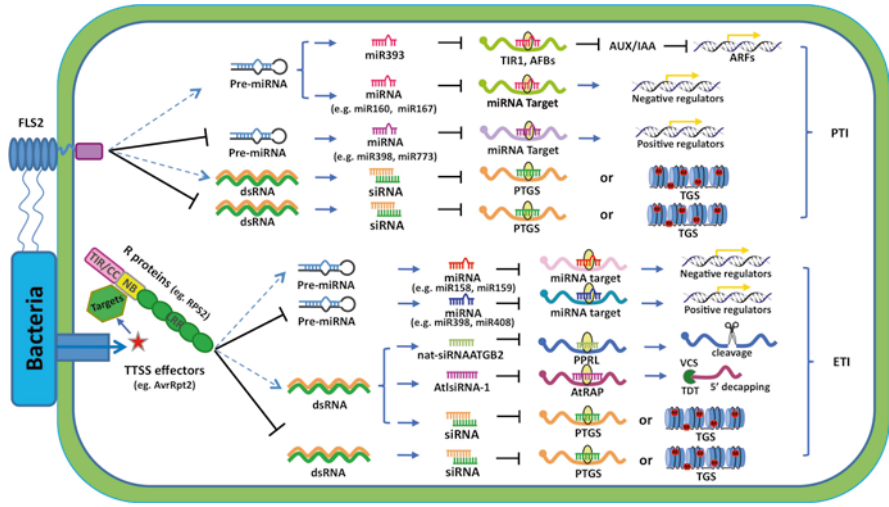 FLS2
Pre-miRNA
miR393
TIR1, AFBs
AUX/IAA
ARFs
miRNA
(e.g. miR160, miR167)
miRNA Target
Negative regulators
PTI
Pre-miRNA
miRNA
(e.g. miR398, miR773)
miRNA Target
Positive regulators
dsRNA
siRNA
PTGS
or
TGS
dsRNA
siRNA
PTGS
or
TGS
Bacteria
TIR/CC
NB
LRR
R proteins (eg. RPS2)
Targets
TTSS effectors
(eg. AvrRpt2)
Pre-miRNA
miRNA
(e.g. miR158, miR159)
miRNA target
Negative regulators
Pre-miRNA
miRNA
(e.g. miR398, miR408)
miRNA target
Positive regulators
ETI
nat-siRNAATGB2
PPRL
cleavage
dsRNA
AtlsiRNA-1
AtRAP
VCS
TDT
5' decapping
siRNA
PTGS
or
TGS
dsRNA
siRNA
PTGS
or
TGS